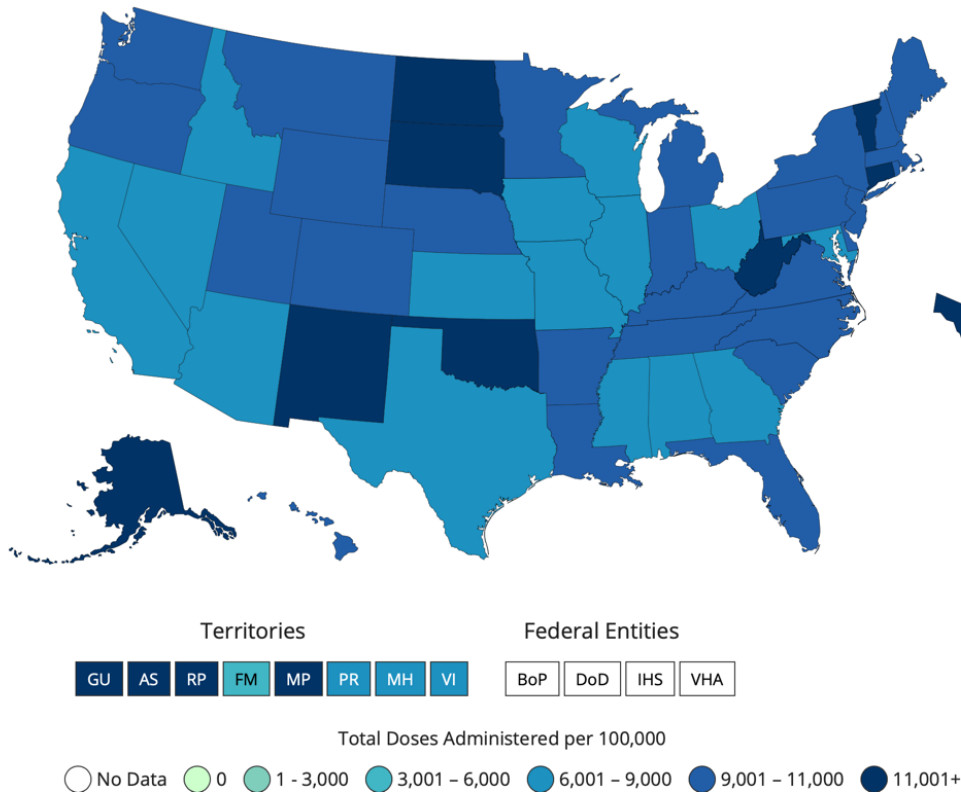 Territories
Federal Entities
GU AS RP FM MP PR MH VI
BoP DoD IHS VHA
Total Doses Administered per 100,000
No Data 0 1 - 3,000 3,001 – 6,000 6,001 – 9,000 9,001 – 11,000 11,001+